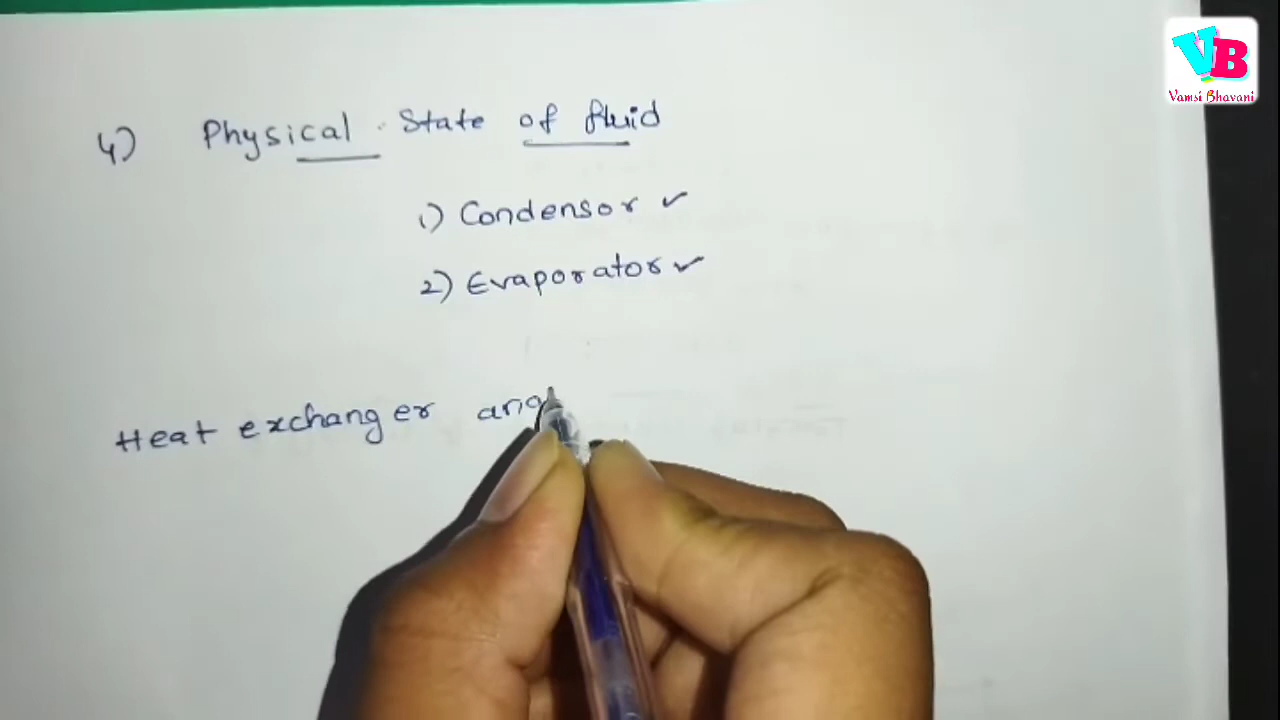 4) Physical State of fluid
1) Condensor ✓
2) Evaporator ✓
Heat exchanger
VB
Vamsi Bhavani